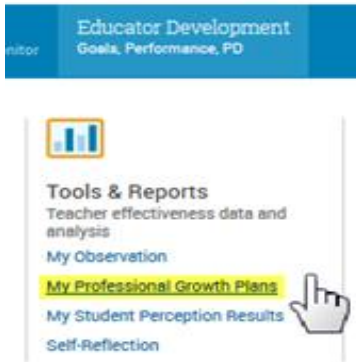 Educator Development
Goals, Performance, PD
Tools & Reports
Teacher effectiveness data and
analysis
My Observation
My Professional Growth Plans
My Student Perception Results
Self-Reflection